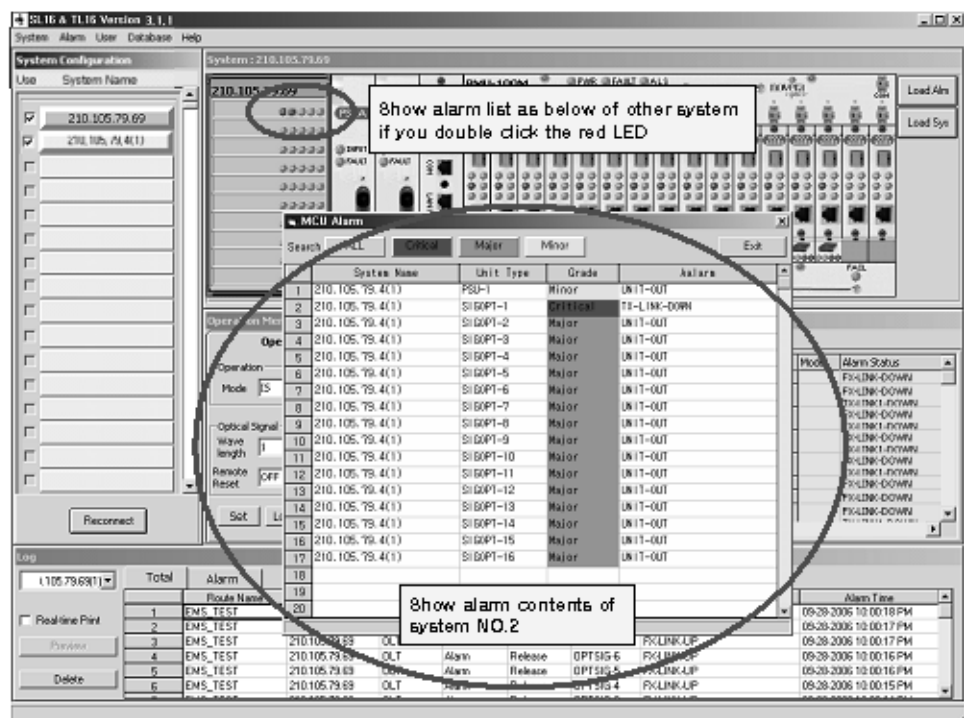 SL16 & TL16 Version 3,1,1
System Alarm User Database Help
System Configuration
Use System Name
210.105.79.69
210,105,79,4(1)
Reconnect
System : 210.105.79.69
210.105.79.69
Load Alm
Load Sys
Show alarm list as below of other system
if you double click the red LED
MCU Alarm
Search ALL Critical Major Minor Exit
System Name Unit Type Grade Aalarm
1 210.105.79.4(1) PSU-1 Minor UNIT-OUT
2 210.105.79.4(1) SIGOPT-1 Critical TX-LINK-DOWN
3 210.105.79.4(1) SIGOPT-2 Major UNIT-OUT
4 210.105.79.4(1) SIGOPT-3 Major UNIT-OUT
5 210.105.79.4(1) SIGOPT-4 Major UNIT-OUT
6 210.105.79.4(1) SIGOPT-5 Major UNIT-OUT
7 210.105.79.4(1) SIGOPT-6 Major UNIT-OUT
8 210.105.79.4(1) SIGOPT-7 Major UNIT-OUT
9 210.105.79.4(1) SIGOPT-8 Major UNIT-OUT
10 210.105.79.4(1) SIGOPT-9 Major UNIT-OUT
11 210.105.79.4(1) SIGOPT-10 Major UNIT-OUT
12 210.105.79.4(1) SIGOPT-11 Major UNIT-OUT
13 210.105.79.4(1) SIGOPT-12 Major UNIT-OUT
14 210.105.79.4(1) SIGOPT-13 Major UNIT-OUT
15 210.105.79.4(1) SIGOPT-14 Major UNIT-OUT
16 210.105.79.4(1) SIGOPT-15 Major UNIT-OUT
17 210.105.79.4(1) SIGOPT-16 Major UNIT-OUT
18
19
20
Show alarm contents of
system NO.2
Operation
Mode IS
Optical Signal
Wave
length 1
Remote
Reset OFF
Set
Mode Alarm Status
FX-LINK-DOWN
FX-LINK-DOWN
Log
Total Alarm
Real-time Print
Preview
Delete
Route Name Alarm Time
1 EMS_TEST 09-28-2006 10:00:18 PM
2 EMS_TEST 09-28-2006 10:00:17 PM
3 EMS_TEST 210.105.79.69 OLT FX-LINK-UP 09-28-2006 10:00:17 PM
4 EMS_TEST 210.105.79.69 OLT Alarm Release OPTSIG-6 FX-LINK-UP 09-28-2006 10:00:16 PM
5 EMS_TEST 210.105.79.69 OLT Alarm Release OPTSIG-5 FX-LINK-UP 09-28-2006 10:00:16 PM
6 EMS_TEST 210.105.79.69 OLT Alarm OPTSIG-4 FX-LINK-UP 09-28-2006 10:00:15 PM